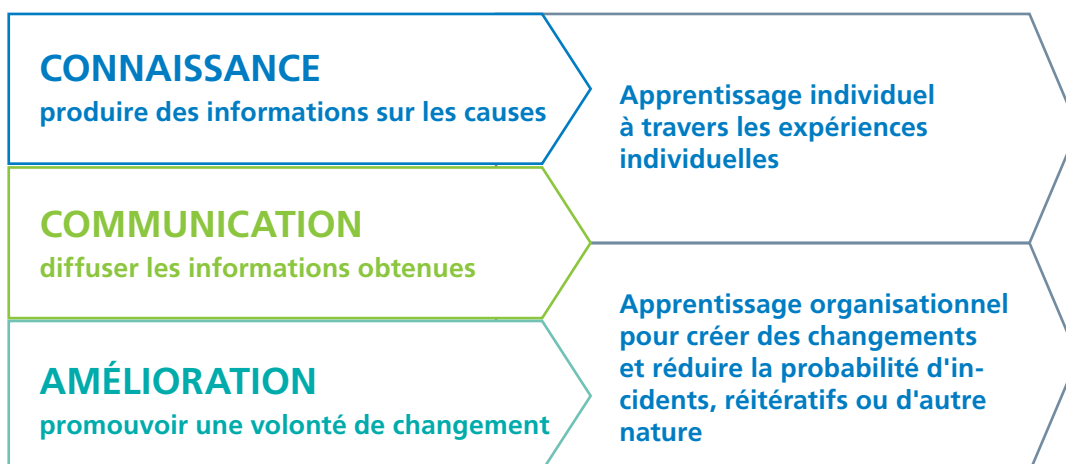 CONNAISSANCE
produire des informations sur les causes
Apprentissage individuel
à travers les expériences
individuelles
COMMUNICATION
diffuser les informations obtenues
AMÉLIORATION
promouvoir une volonté de changement
Apprentissage organisationnel
pour créer des changements
et réduire la probabilité d'in-
cidents, réitératifs ou d'autre
nature